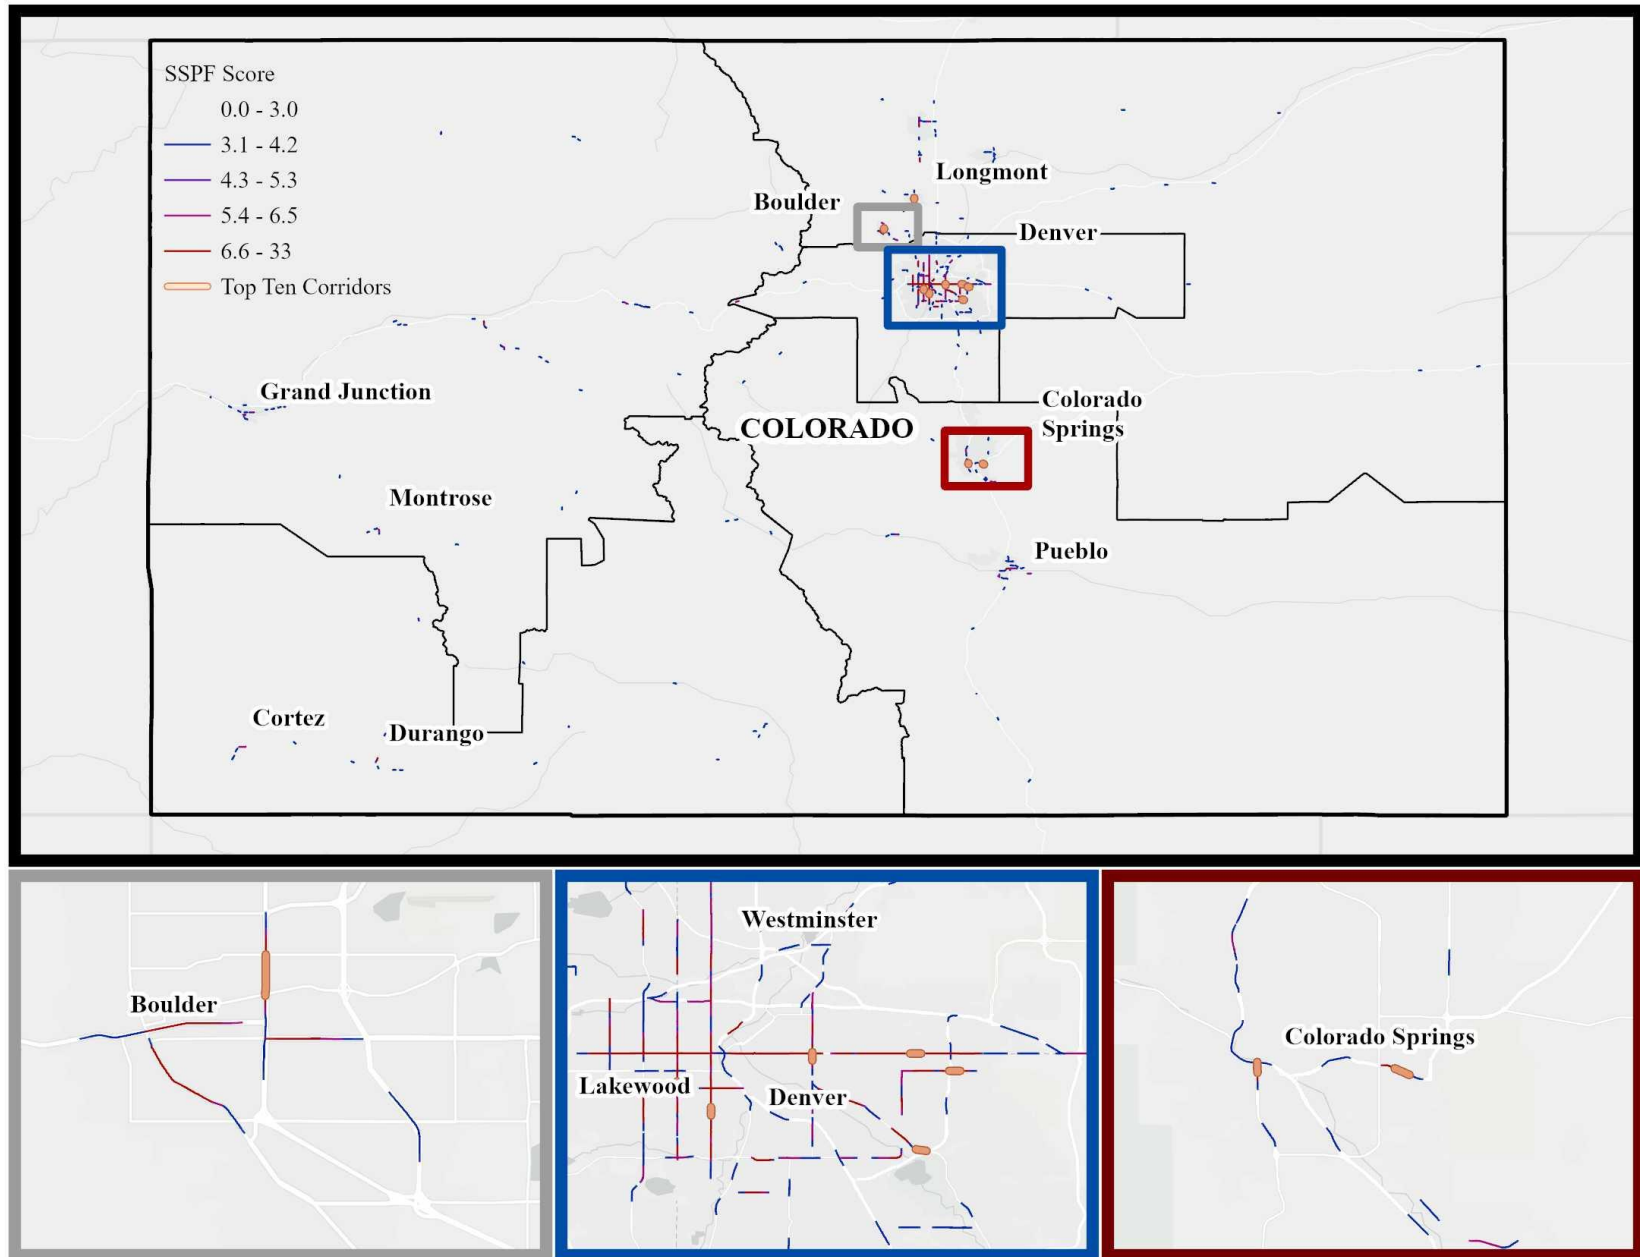 SSPF Score
0.0 - 3.0
3.1 - 4.2
4.3 - 5.3
5.4 - 6.5
6.6 - 33
Top Ten Corridors
Longmont
Boulder
Denver
Grand Junction
Colorado
Springs
COLORADO
Montrose
Pueblo
Cortez
Durango
Boulder
Westminster
Lakewood
Denver
Colorado Springs